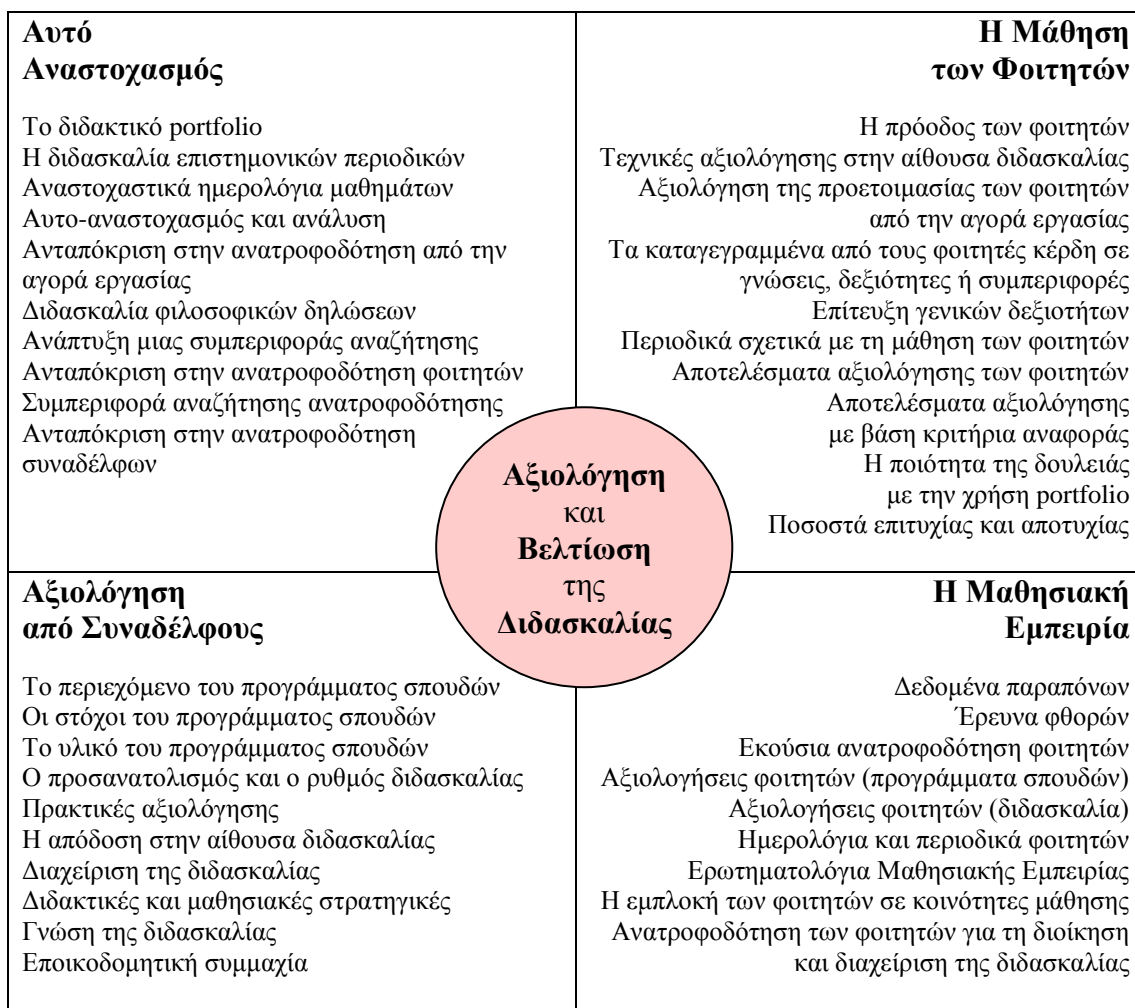 Αυτό
Αναστοχασμός
Το διδακτικό portfolio
Η διδασκαλία επιστημονικών περιοδικών
Αναστοχαστικά ημερολόγια μαθημάτων
Αυτο-αναστοχασμός και ανάλυση
Ανταπόκριση στην ανατροφοδότηση από την
αγορά εργασίας
Διδασκαλία φιλοσοφικών δηλώσεων
Ανάπτυξη μιας συμπεριφοράς αναζήτησης
Ανταπόκριση στην ανατροφοδότηση φοιτητών
Συμπεριφορά αναζήτησης ανατροφοδότησης
Ανταπόκριση στην ανατροφοδότηση
συναδέλφων
Η Μάθηση
των Φοιτητών
Η πρόοδος των φοιτητών
Τεχνικές αξιολόγησης στην αίθουσα διδασκαλίας
Αξιολόγηση της προετοιμασίας των φοιτητών
από την αγορά εργασίας
Τα καταγεγραμμένα από τους φοιτητές κέρδη σε
γνώσεις, δεξιότητες ή συμπεριφορές
Επίτευξη γενικών δεξιοτήτων
Περιοδικά σχετικά με τη μάθηση των φοιτητών
Αποτελέσματα αξιολόγησης των φοιτητών
Αποτελέσματα αξιολόγησης
με βάση κριτήρια αναφοράς
Η ποιότητα της δουλειάς
με την χρήση portfolio
Ποσοστά επιτυχίας και αποτυχίας
Αξιολόγηση
και
Βελτίωση
της
Διδασκαλίας
Αξιολόγηση
από Συναδέλφους
Το περιεχόμενο του προγράμματος σπουδών
Οι στόχοι του προγράμματος σπουδών
Το υλικό του προγράμματος σπουδών
Ο προσανατολισμός και ο ρυθμός διδασκαλίας
Πρακτικές αξιολόγησης
Η απόδοση στην αίθουσα διδασκαλίας
Διαχείριση της διδασκαλίας
Διδακτικές και μαθησιακές στρατηγικές
Γνώση της διδασκαλίας
Εποικοδομητική συμμαχία
Η Μαθησιακή
Εμπειρία
Δεδομένα παραπόνων
Έρευνα φθορών
Εκούσια ανατροφοδότηση φοιτητών
Αξιολογήσεις φοιτητών (προγράμματα σπουδών)
Αξιολογήσεις φοιτητών (διδασκαλία)
Ημερολόγια και περιοδικά φοιτητών
Ερωτηματολόγια Μαθησιακής Εμπειρίας
Η εμπλοκή των φοιτητών σε κοινότητες μάθησης
Ανατροφοδότηση των φοιτητών για τη διοίκηση
και διαχείριση της διδασκαλίας